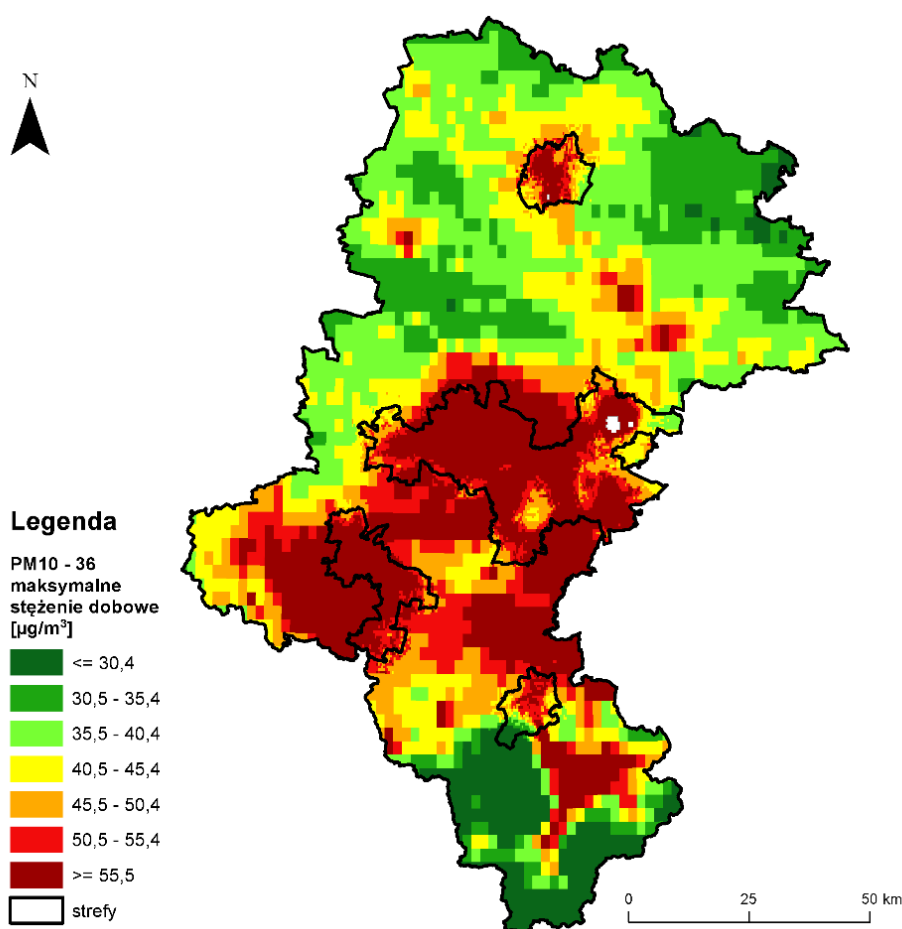 N
Legenda
PM10 - 36
maksymalne
stężenie dobowe
[µg/m³]
<= 30,4
30,5 - 35,4
35,5 - 40,4
40,5 - 45,4
45,5 - 50,4
50,5 - 55,4
>= 55,5
strefy
0 25 50 km